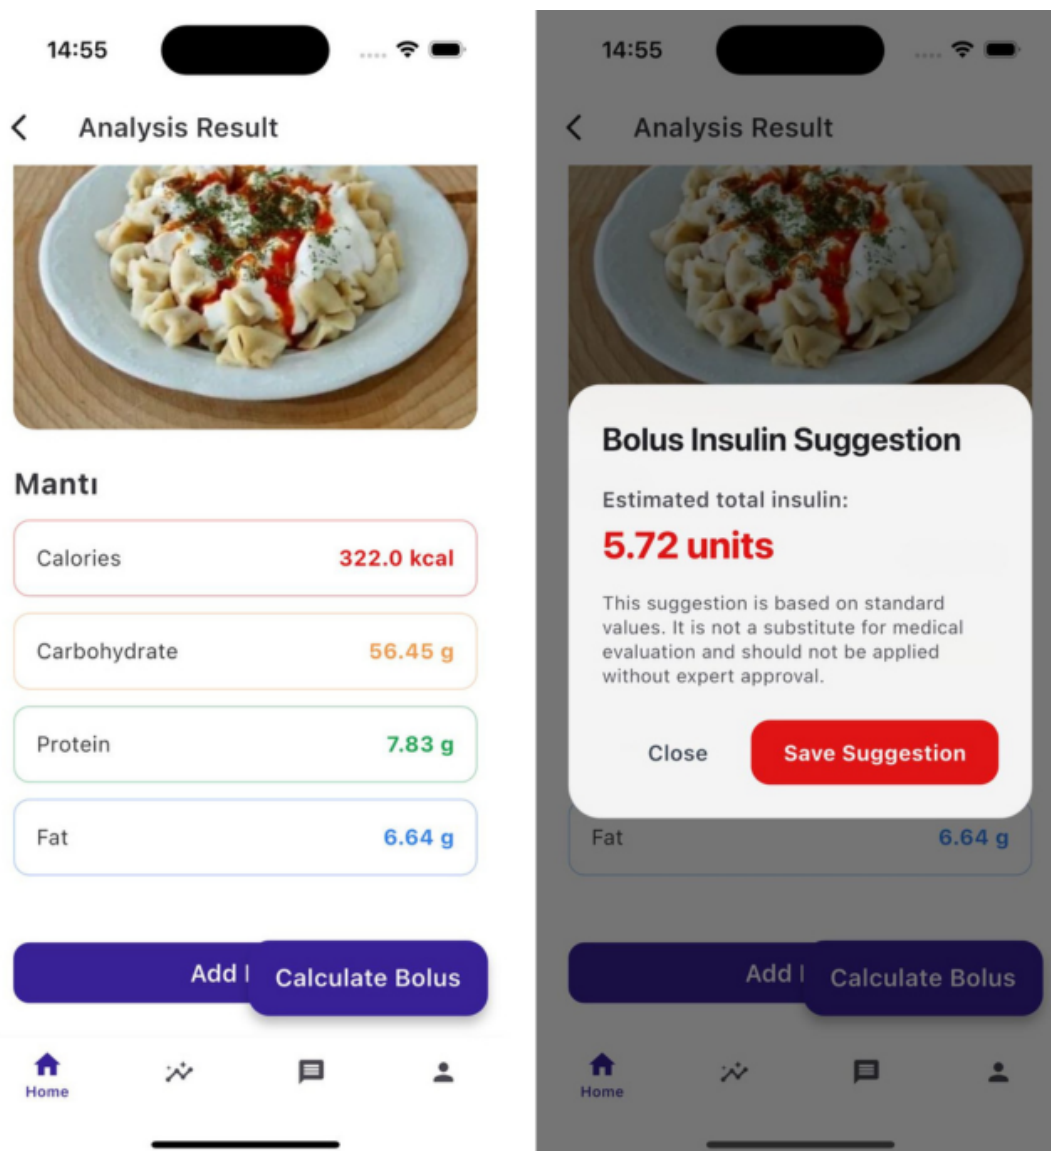 14:55
Analysis Result
Mantı
Calories 322.0 kcal
Carbohydrate 56.45 g
Protein 7.83 g
Fat 6.64 g
Add
Calculate Bolus
Home
14:55
Analysis Result
Bolus Insulin Suggestion
Estimated total insulin:
5.72 units
This suggestion is based on standard
values. It is not a substitute for medical
evaluation and should not be applied
without expert approval.
Close
Save Suggestion
Fat 6.64 g
Add
Calculate Bolus
Home